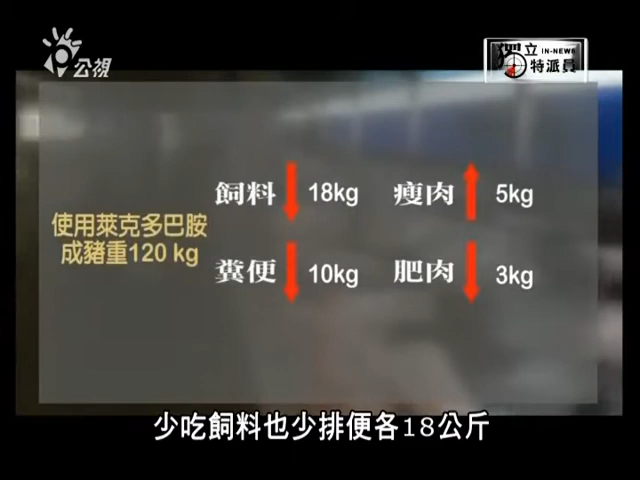 公視
獨立
IN-NEWS
特派員
飼料 18kg 瘦肉 5kg
使用萊克多巴胺
成豬重120 kg
糞便 10kg 肥肉 3kg
少吃飼料也少排便各18公斤